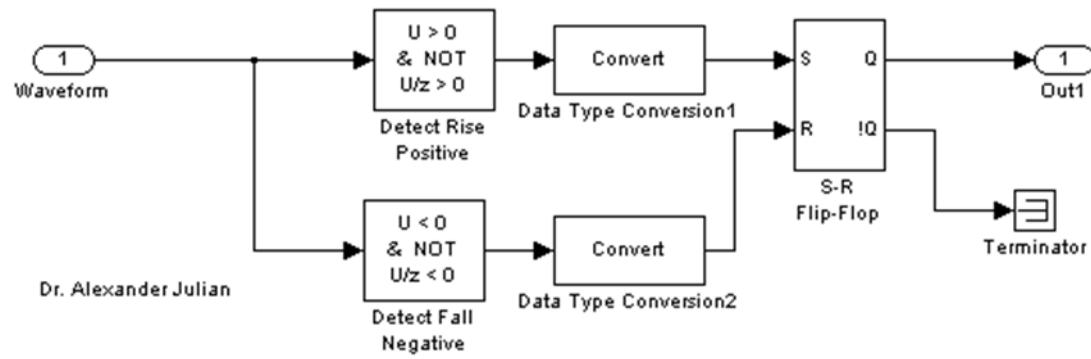 1
Waveform
U > 0
& NOT
U/z > 0
Detect Rise
Positive
Convert
Data Type Conversion1
S
Q
R
!Q
S-R
Flip-Flop
1
Out1
Terminator
U < 0
& NOT
U/z < 0
Detect Fall
Negative
Convert
Data Type Conversion2
Dr. Alexander Julian